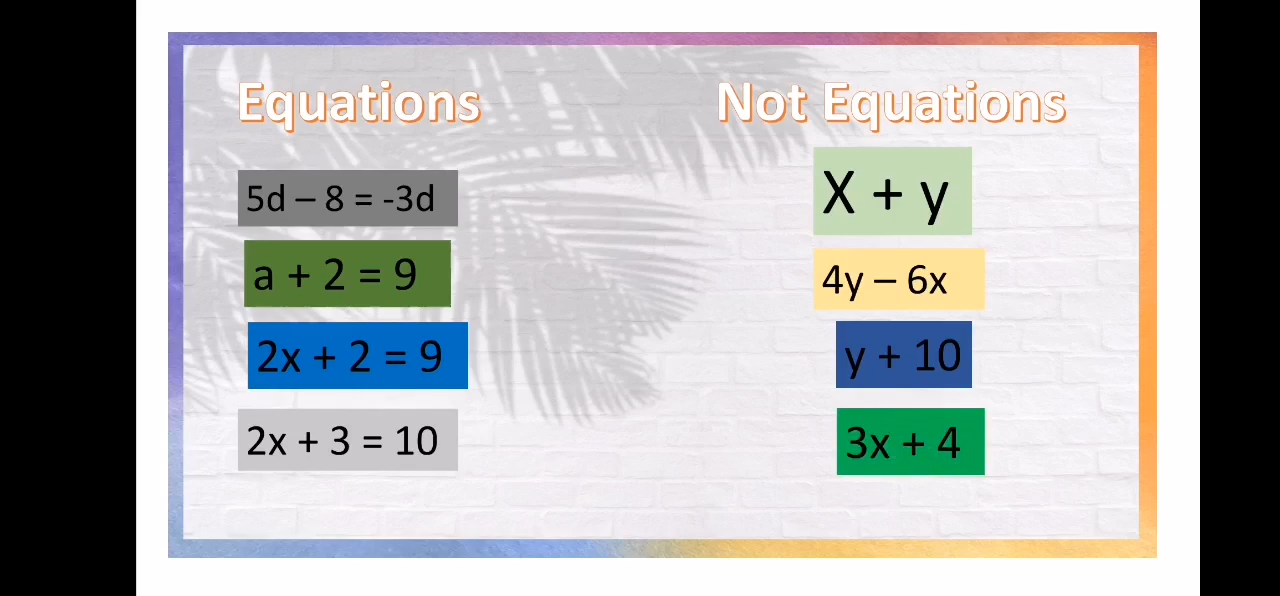 Equations
Not Equations
5d – 8 = -3d
a + 2 = 9
2x + 2 = 9
2x + 3 = 10
X + y
4y – 6x
y + 10
3x + 4